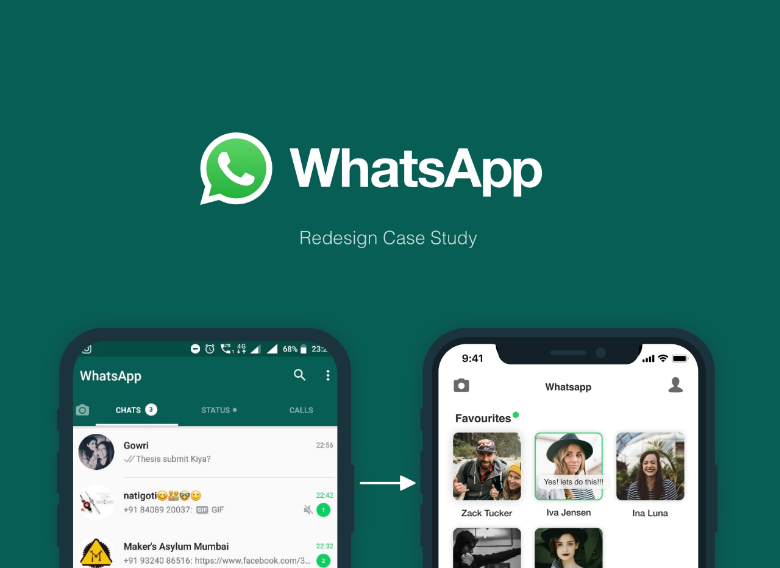 WhatsApp
Redesign Case Study
4G 68% 23:2
WhatsApp
CHATS 3 STATUS CALLS
Gowri 22:56
Thesis submit Kiya?
natigoti😋👑🤓😊 22:42
+91 84089 20037: GIF GIF 1
Maker's Asylum Mumbai 22:32
+91 93240 86516: https://www.facebook.com/3... 2
9:41
Whatsapp
Favourites
Yes! lets do this!!!
Zack Tucker Iva Jensen Ina Luna